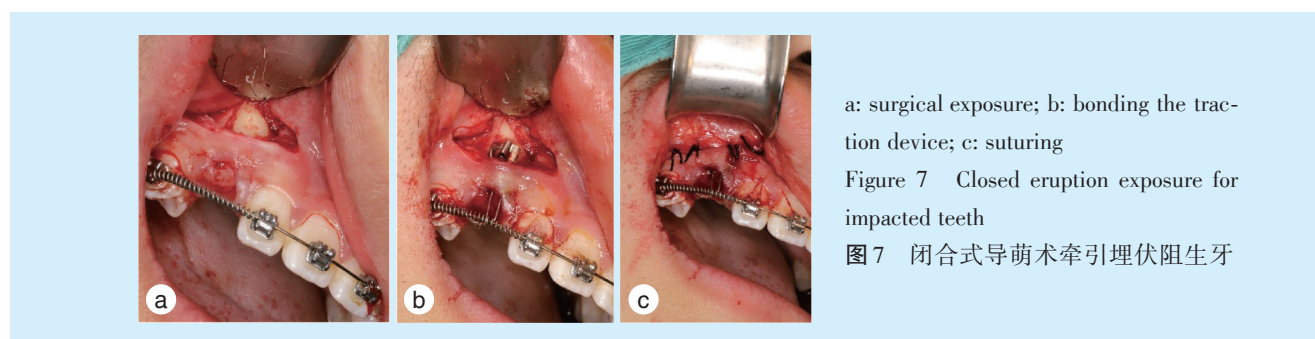 a
b
c
a: surgical exposure; b: bonding the trac-
tion device; c: suturing
Figure 7 Closed eruption exposure for
impacted teeth
图7 闭合式导萌术牵引埋伏阻生牙